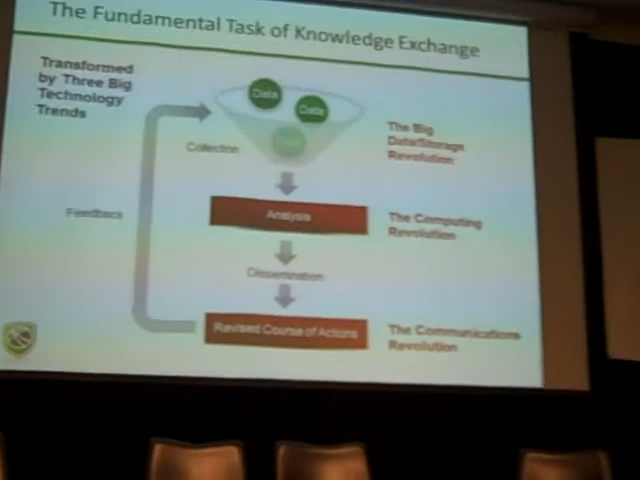 The Fundamental Task of Knowledge Exchange
Transformed
by Three Big
Technology
Trends
Data
Data
Collection
The Big
Data/Storage
Revolution
Feedback
Analysis
The Computing
Revolution
Dissemination
Revised Course of Actions
The Communications
Revolution